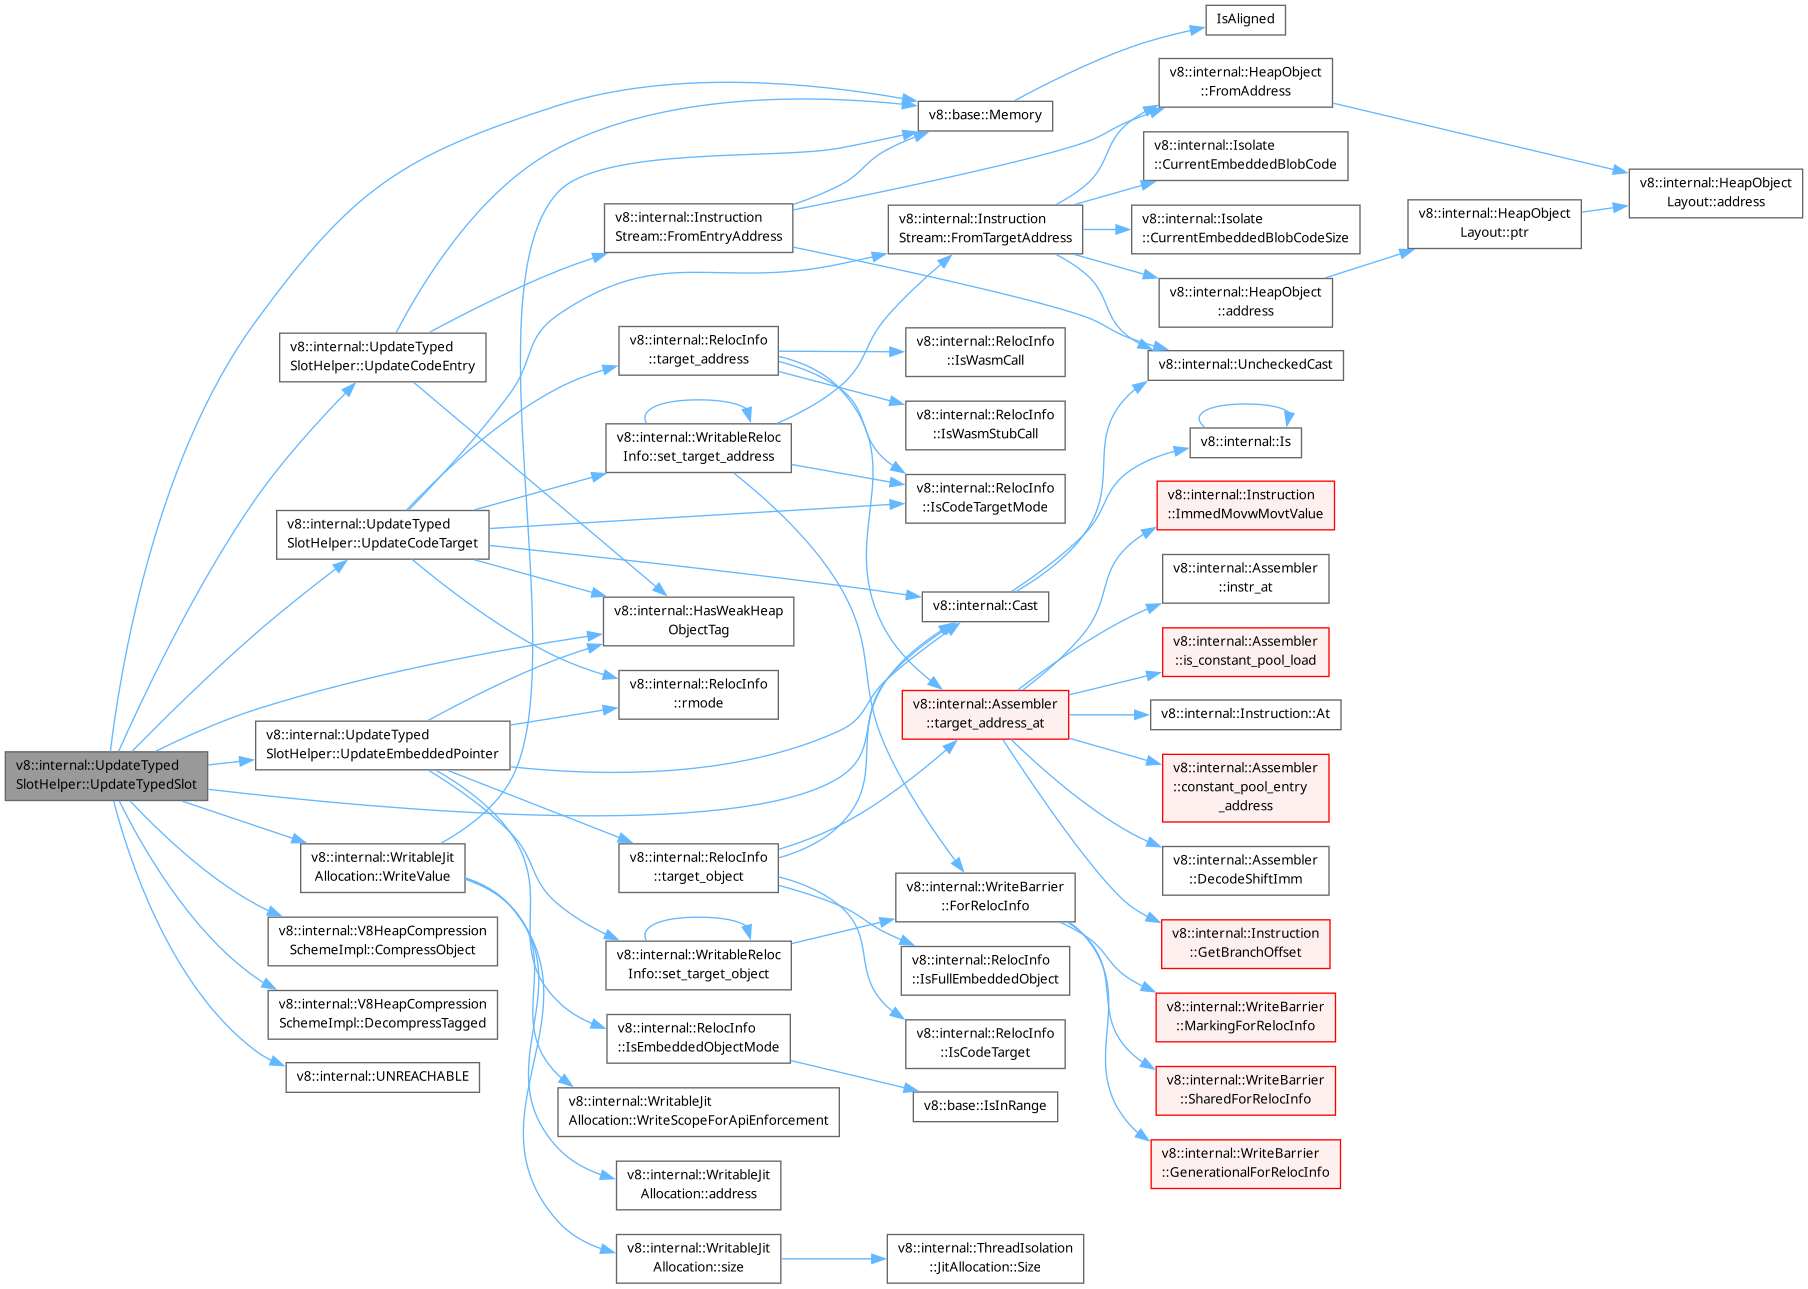 IsAligned
v8::internal::HeapObject
::FromAddress
v8::base::Memory
v8::internal::Isolate
::CurrentEmbeddedBlobCode
v8::internal::HeapObject
Layout::address
v8::internal::Instruction
Stream::FromEntryAddress
v8::internal::Instruction
Stream::FromTargetAddress
v8::internal::Isolate
::CurrentEmbeddedBlobCodeSize
v8::internal::HeapObject
Layout::ptr
v8::internal::HeapObject
::address
v8::internal::UpdateTyped
SlotHelper::UpdateCodeEntry
v8::internal::RelocInfo
::target_address
v8::internal::RelocInfo
::IsWasmCall
v8::internal::UncheckedCast
v8::internal::RelocInfo
::IsWasmStubCall
v8::internal::WritableReloc
Info::set_target_address
v8::internal::Is
v8::internal::RelocInfo
::IsCodeTargetMode
v8::internal::Instruction
::ImmedMovwMovtValue
v8::internal::UpdateTyped
SlotHelper::UpdateCodeTarget
v8::internal::Assembler
::instr_at
v8::internal::HasWeakHeap
ObjectTag
v8::internal::Cast
v8::internal::Assembler
::is_constant_pool_load
v8::internal::RelocInfo
::rmode
v8::internal::Assembler
::target_address_at
v8::internal::Instruction::At
v8::internal::UpdateTyped
SlotHelper::UpdateEmbeddedPointer
v8::internal::UpdateTyped
SlotHelper::UpdateTypedSlot
v8::internal::Assembler
::constant_pool_entry
_address
v8::internal::WritableJit
Allocation::WriteValue
v8::internal::RelocInfo
::target_object
v8::internal::Assembler
::DecodeShiftImm
v8::internal::WriteBarrier
::ForRelocInfo
v8::internal::V8HeapCompression
SchemeImpl::CompressObject
v8::internal::Instruction
::GetBranchOffset
v8::internal::WritableReloc
Info::set_target_object
v8::internal::RelocInfo
::IsFullEmbeddedObject
v8::internal::V8HeapCompression
SchemeImpl::DecompressTagged
v8::internal::WriteBarrier
::MarkingForRelocInfo
v8::internal::RelocInfo
::IsEmbeddedObjectMode
v8::internal::RelocInfo
::IsCodeTarget
v8::internal::UNREACHABLE
v8::internal::WriteBarrier
::SharedForRelocInfo
v8::internal::WritableJit
Allocation::WriteScopeForApiEnforcement
v8::base::IsInRange
v8::internal::WriteBarrier
::GenerationalForRelocInfo
v8::internal::WritableJit
Allocation::address
v8::internal::WritableJit
Allocation::size
v8::internal::ThreadIsolation
::JitAllocation::Size